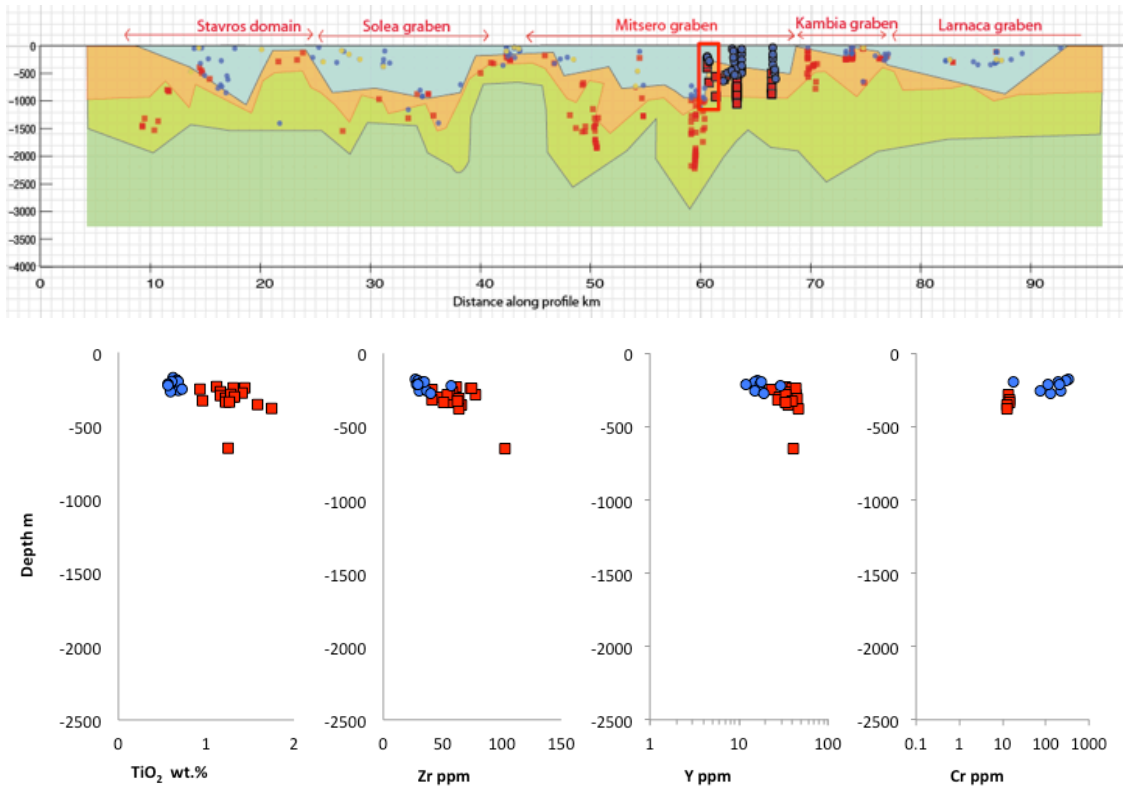 Stavros domain Solea graben Mitsero graben Kambia graben Larnaca graben
0
-500
-1000
-1500
-2000
-2500
-3000
-3500
-4000
0 10 20 30 40 50 60 70 80 90
Distance along profile km
Depth m
0
-500
-1000
-1500
-2000
-2500
0 1 2
TiO2 wt.%
0
-500
-1000
-1500
-2000
-2500
0 50 100 150
Zr ppm
0
-500
-1000
-1500
-2000
-2500
1 10 100
Y ppm
0
-500
-1000
-1500
-2000
-2500
0.1 1 10 100 1000
Cr ppm